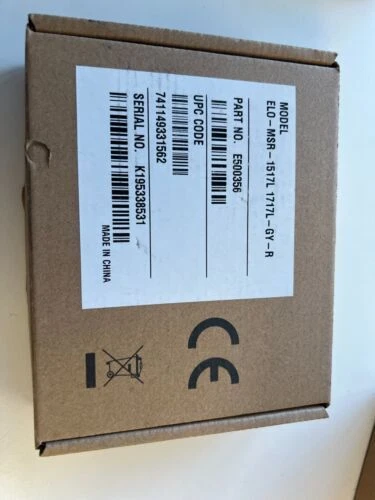 MODEL
ELO-MSR-1517L 1717L-GY-R
PART NO. E500356
UPC CODE
741149331562
SERIAL NO. K195338531
MADE IN CHINA
CE